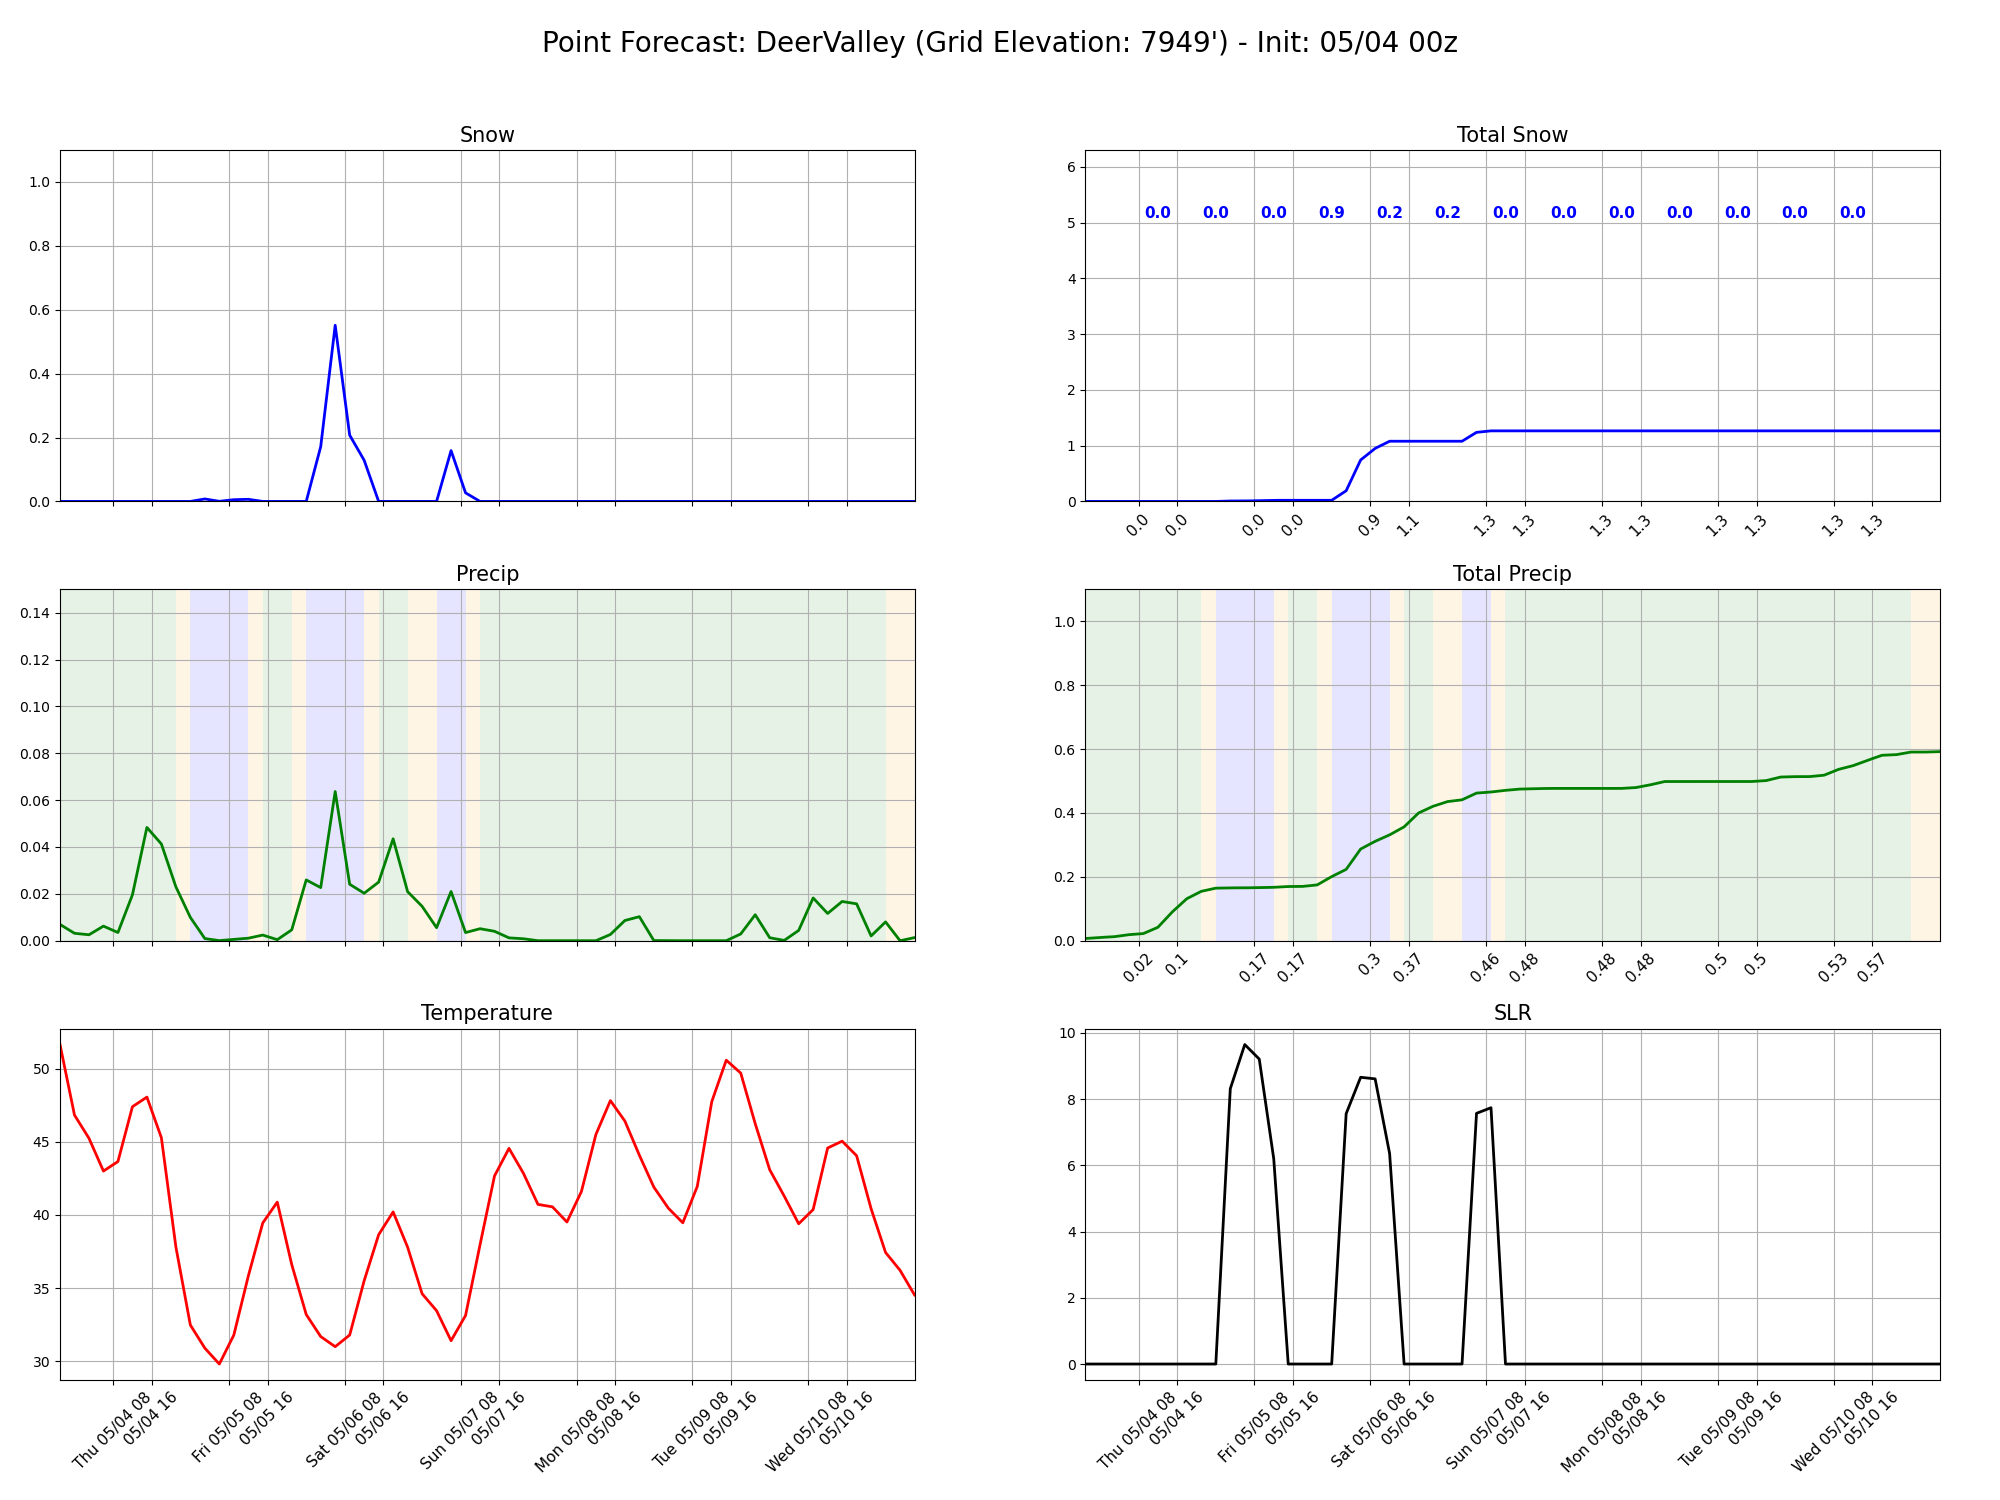 Point Forecast: DeerValley (Grid Elevation: 7949') - Init: 05/04 00z
Snow
1.0
0.8
0.6
0.4
0.2
0.0
Total Snow
6
5
4
3
2
1
0
0.0 0.0 0.0 0.9 0.2 0.2 0.0 0.0 0.0 0.0 0.0 0.0 0.0
0.0 0.0 0.0 0.0 0.9 1.1 1.3 1.3 1.3 1.3 1.3 1.3 1.3 1.3
Precip
0.14
0.12
0.10
0.08
0.06
0.04
0.02
0.00
Total Precip
1.0
0.8
0.6
0.4
0.2
0.0
0.02 0.1 0.17 0.17 0.3 0.37 0.46 0.48 0.48 0.48 0.5 0.5 0.53 0.57
Temperature
50
45
40
35
30
Thu 05/04 08
05/04 16
Fri 05/05 08
05/05 16
Sat 05/06 08
05/06 16
Sun 05/07 08
05/07 16
Mon 05/08 08
05/08 16
Tue 05/09 08
05/09 16
Wed 05/10 08
05/10 16
SLR
10
8
6
4
2
0
Thu 05/04 08
05/04 16
Fri 05/05 08
05/05 16
Sat 05/06 08
05/06 16
Sun 05/07 08
05/07 16
Mon 05/08 08
05/08 16
Tue 05/09 08
05/09 16
Wed 05/10 08
05/10 16